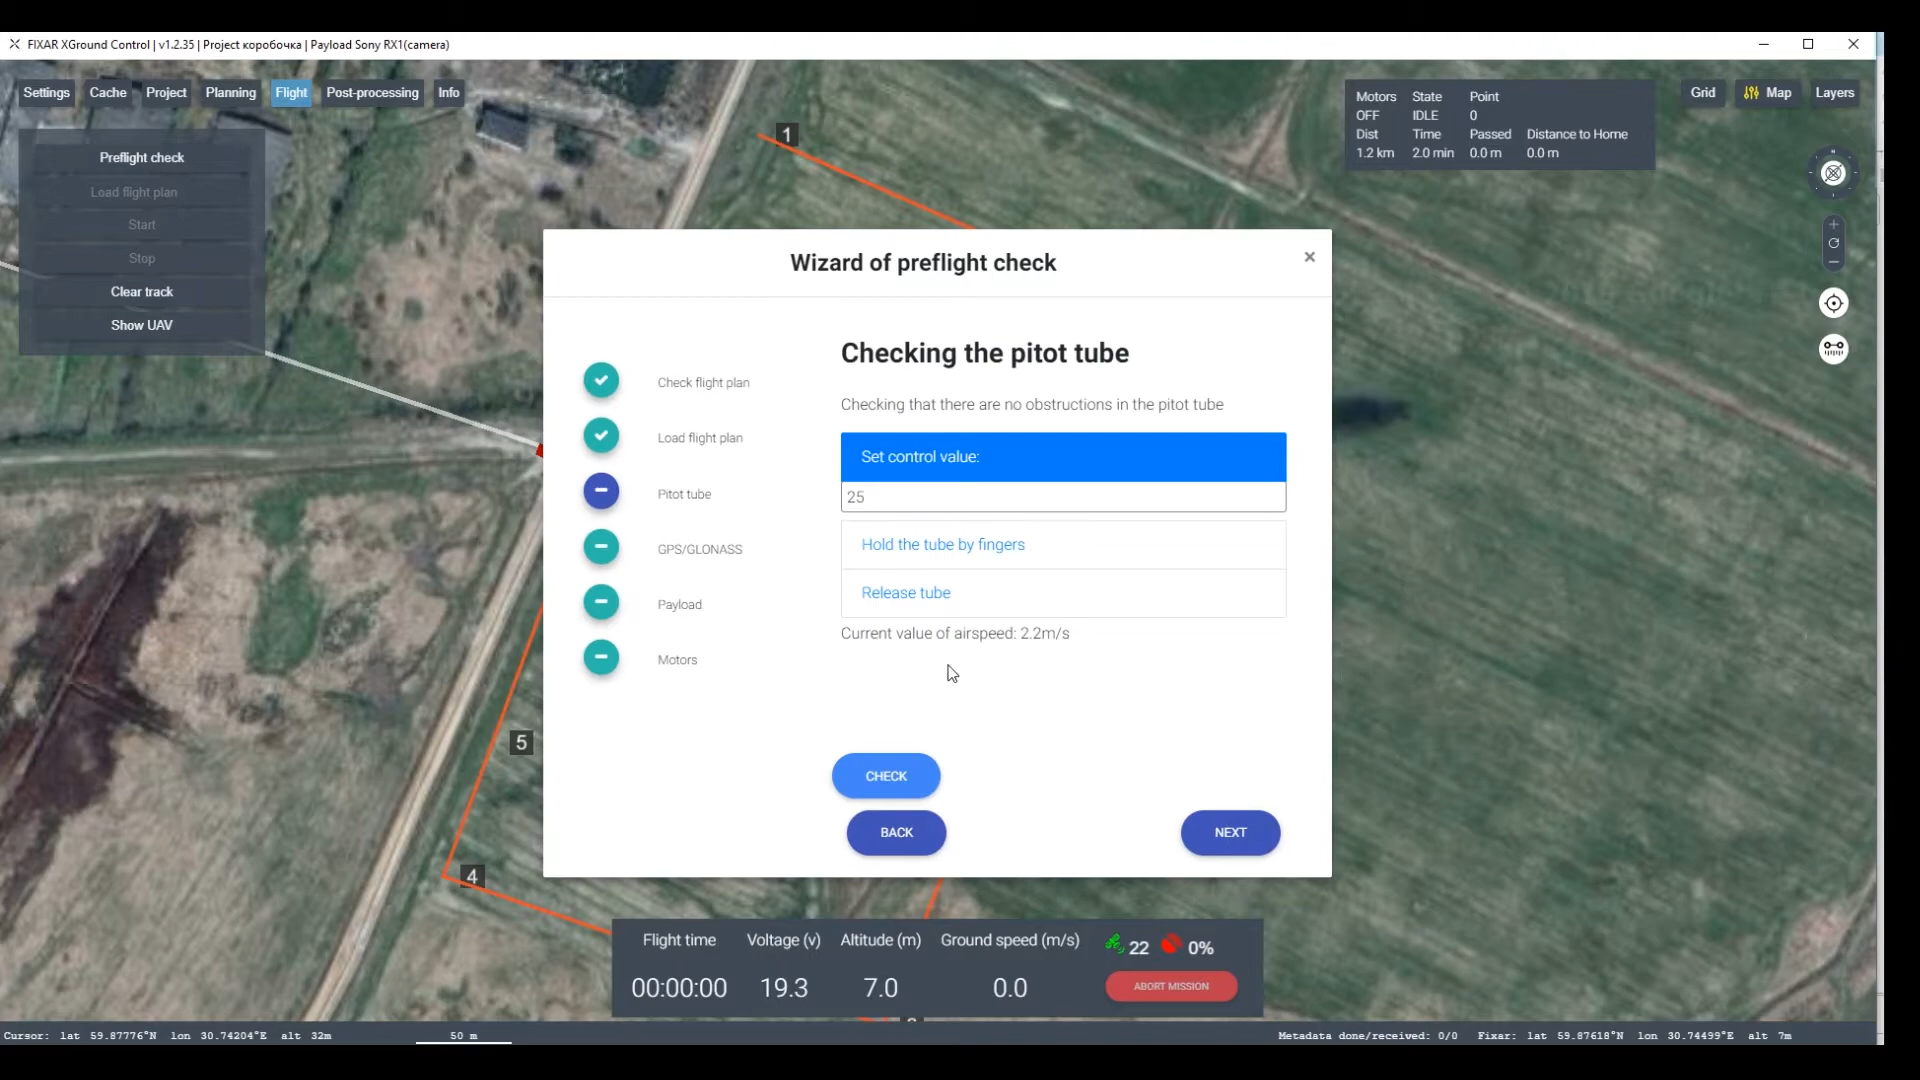 FIXAR XGround Control | v1.2.35 | Project коробочка | Payload Sony RX1(camera)
Settings Cache Project Planning Flight Post-processing Info
Motors State Point
OFF IDLE 0
Dist Time Passed Distance to Home
1.2 km 2.0 min 0.0 m 0.0 m
Grid Map Layers
Preflight check
Load flight plan
Start
Stop
Clear track
Show UAV
1
Wizard of preflight check
×
Check flight plan
Load flight plan
Pitot tube
GPS/GLONASS
Payload
Motors
Checking the pitot tube
Checking that there are no obstructions in the pitot tube
Set control value:
25
Hold the tube by fingers
Release tube
Current value of airspeed: 2.2m/s
CHECK
BACK NEXT
5
4
Flight time Voltage (v) Altitude (m) Ground speed (m/s) 22 0%
00:00:00 19.3 7.0 0.0 ABORT MISSION
Cursor: lat 59.87776°N lon 30.74204°E alt 32m 50 m Metadata done/received: 0/0 Fixar: lat 59.87618°N lon 30.74499°E alt 7m